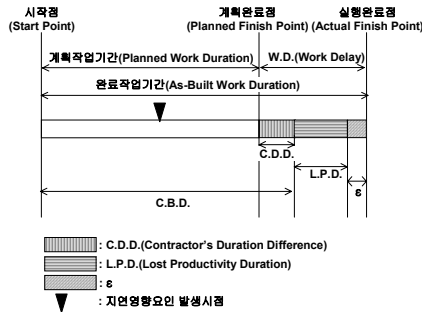 시작점 계획완료점 실행완료점
(Start Point) (Planned Finish Point) (Actual Finish Point)
계획작업기간(Planned Work Duration) W.D.(Work Delay)
완료작업기간(As-Built Work Duration)
C.D.D.
L.P.D.
ε
C.B.D.
: C.D.D.(Contractor's Duration Difference)
: L.P.D.(Lost Productivity Duration)
: ε
: 지연영향요인 발생시점